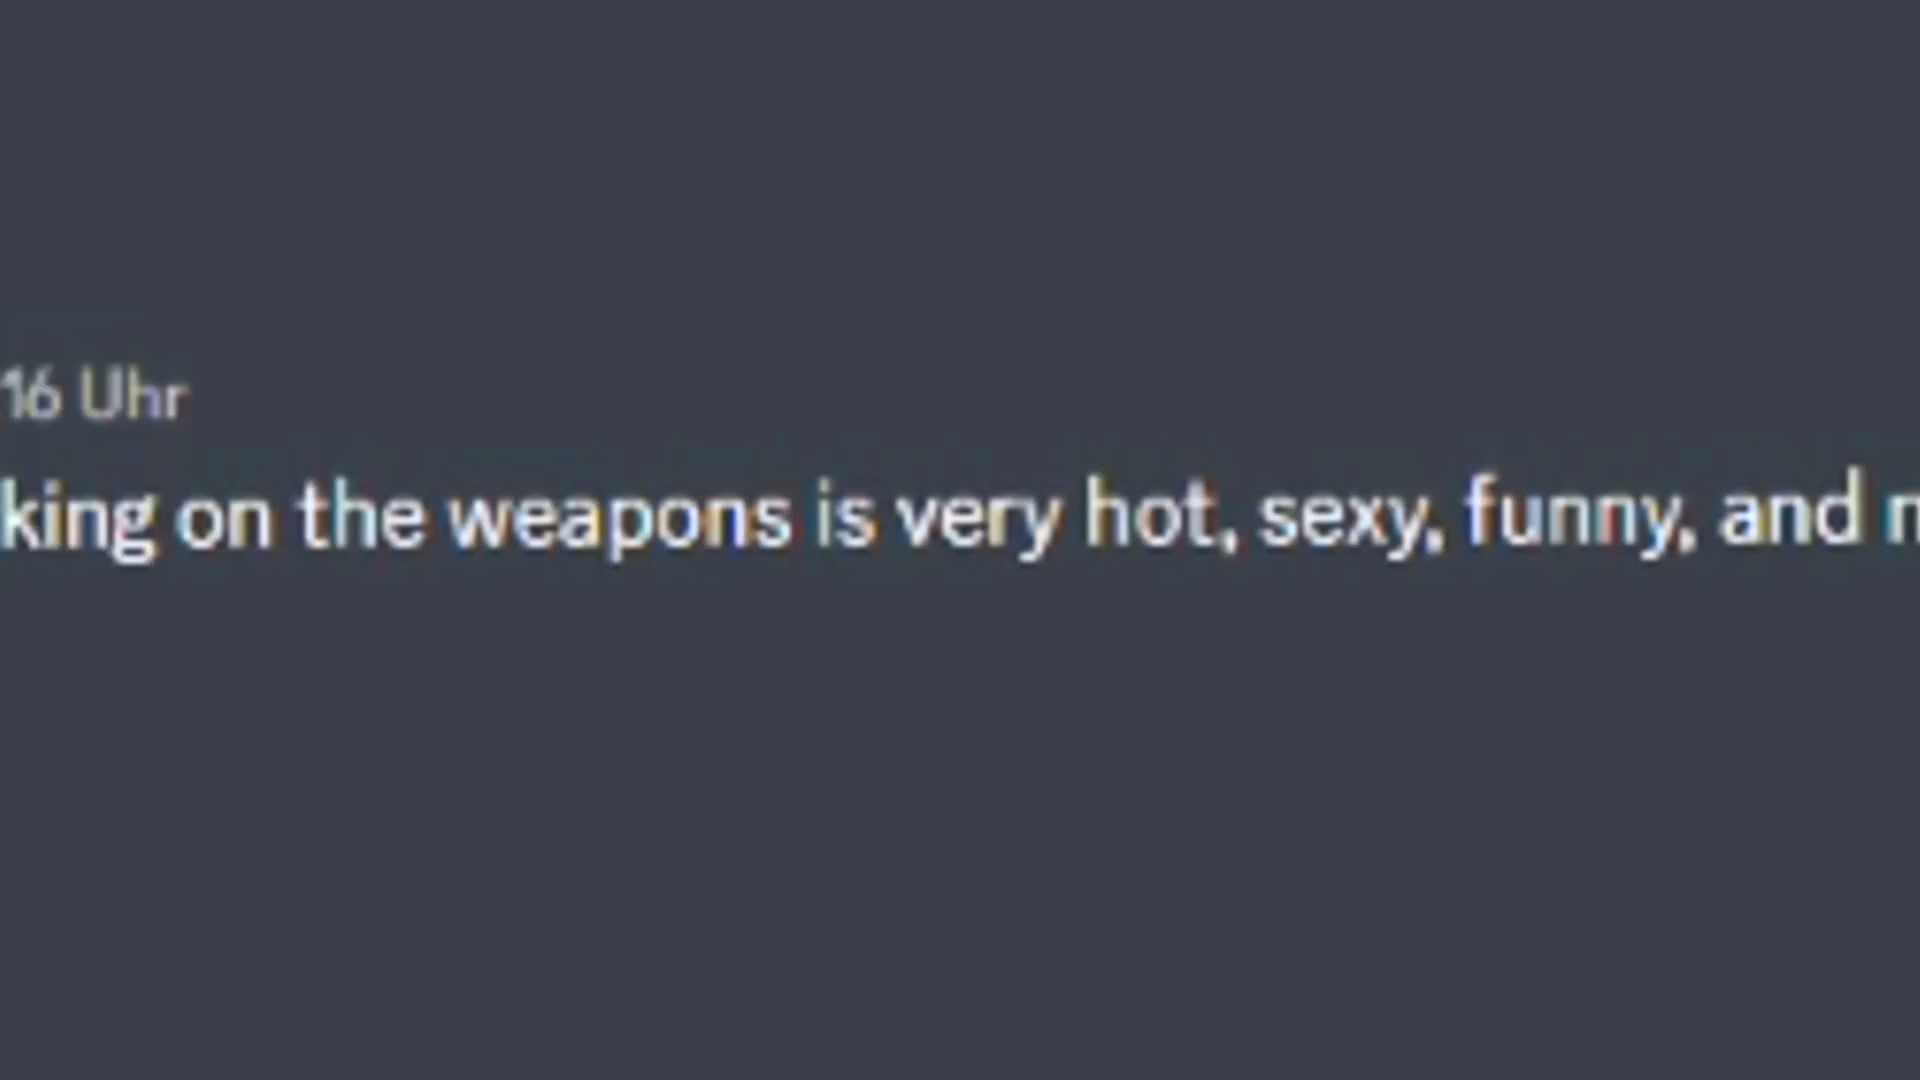 16 Uhr
king on the weapons is very hot, sexy, funny, and